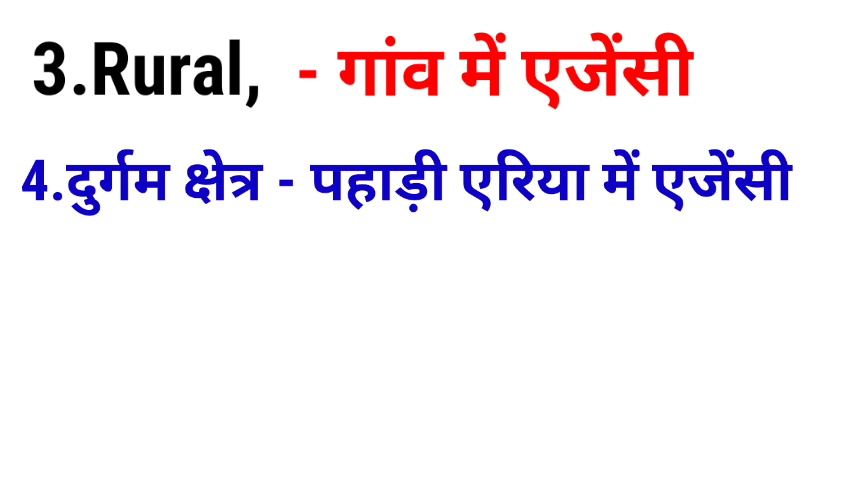 3.Rural, - गांव में एजेंसी
4.दुर्गम क्षेत्र - पहाड़ी एरिया में एजेंसी